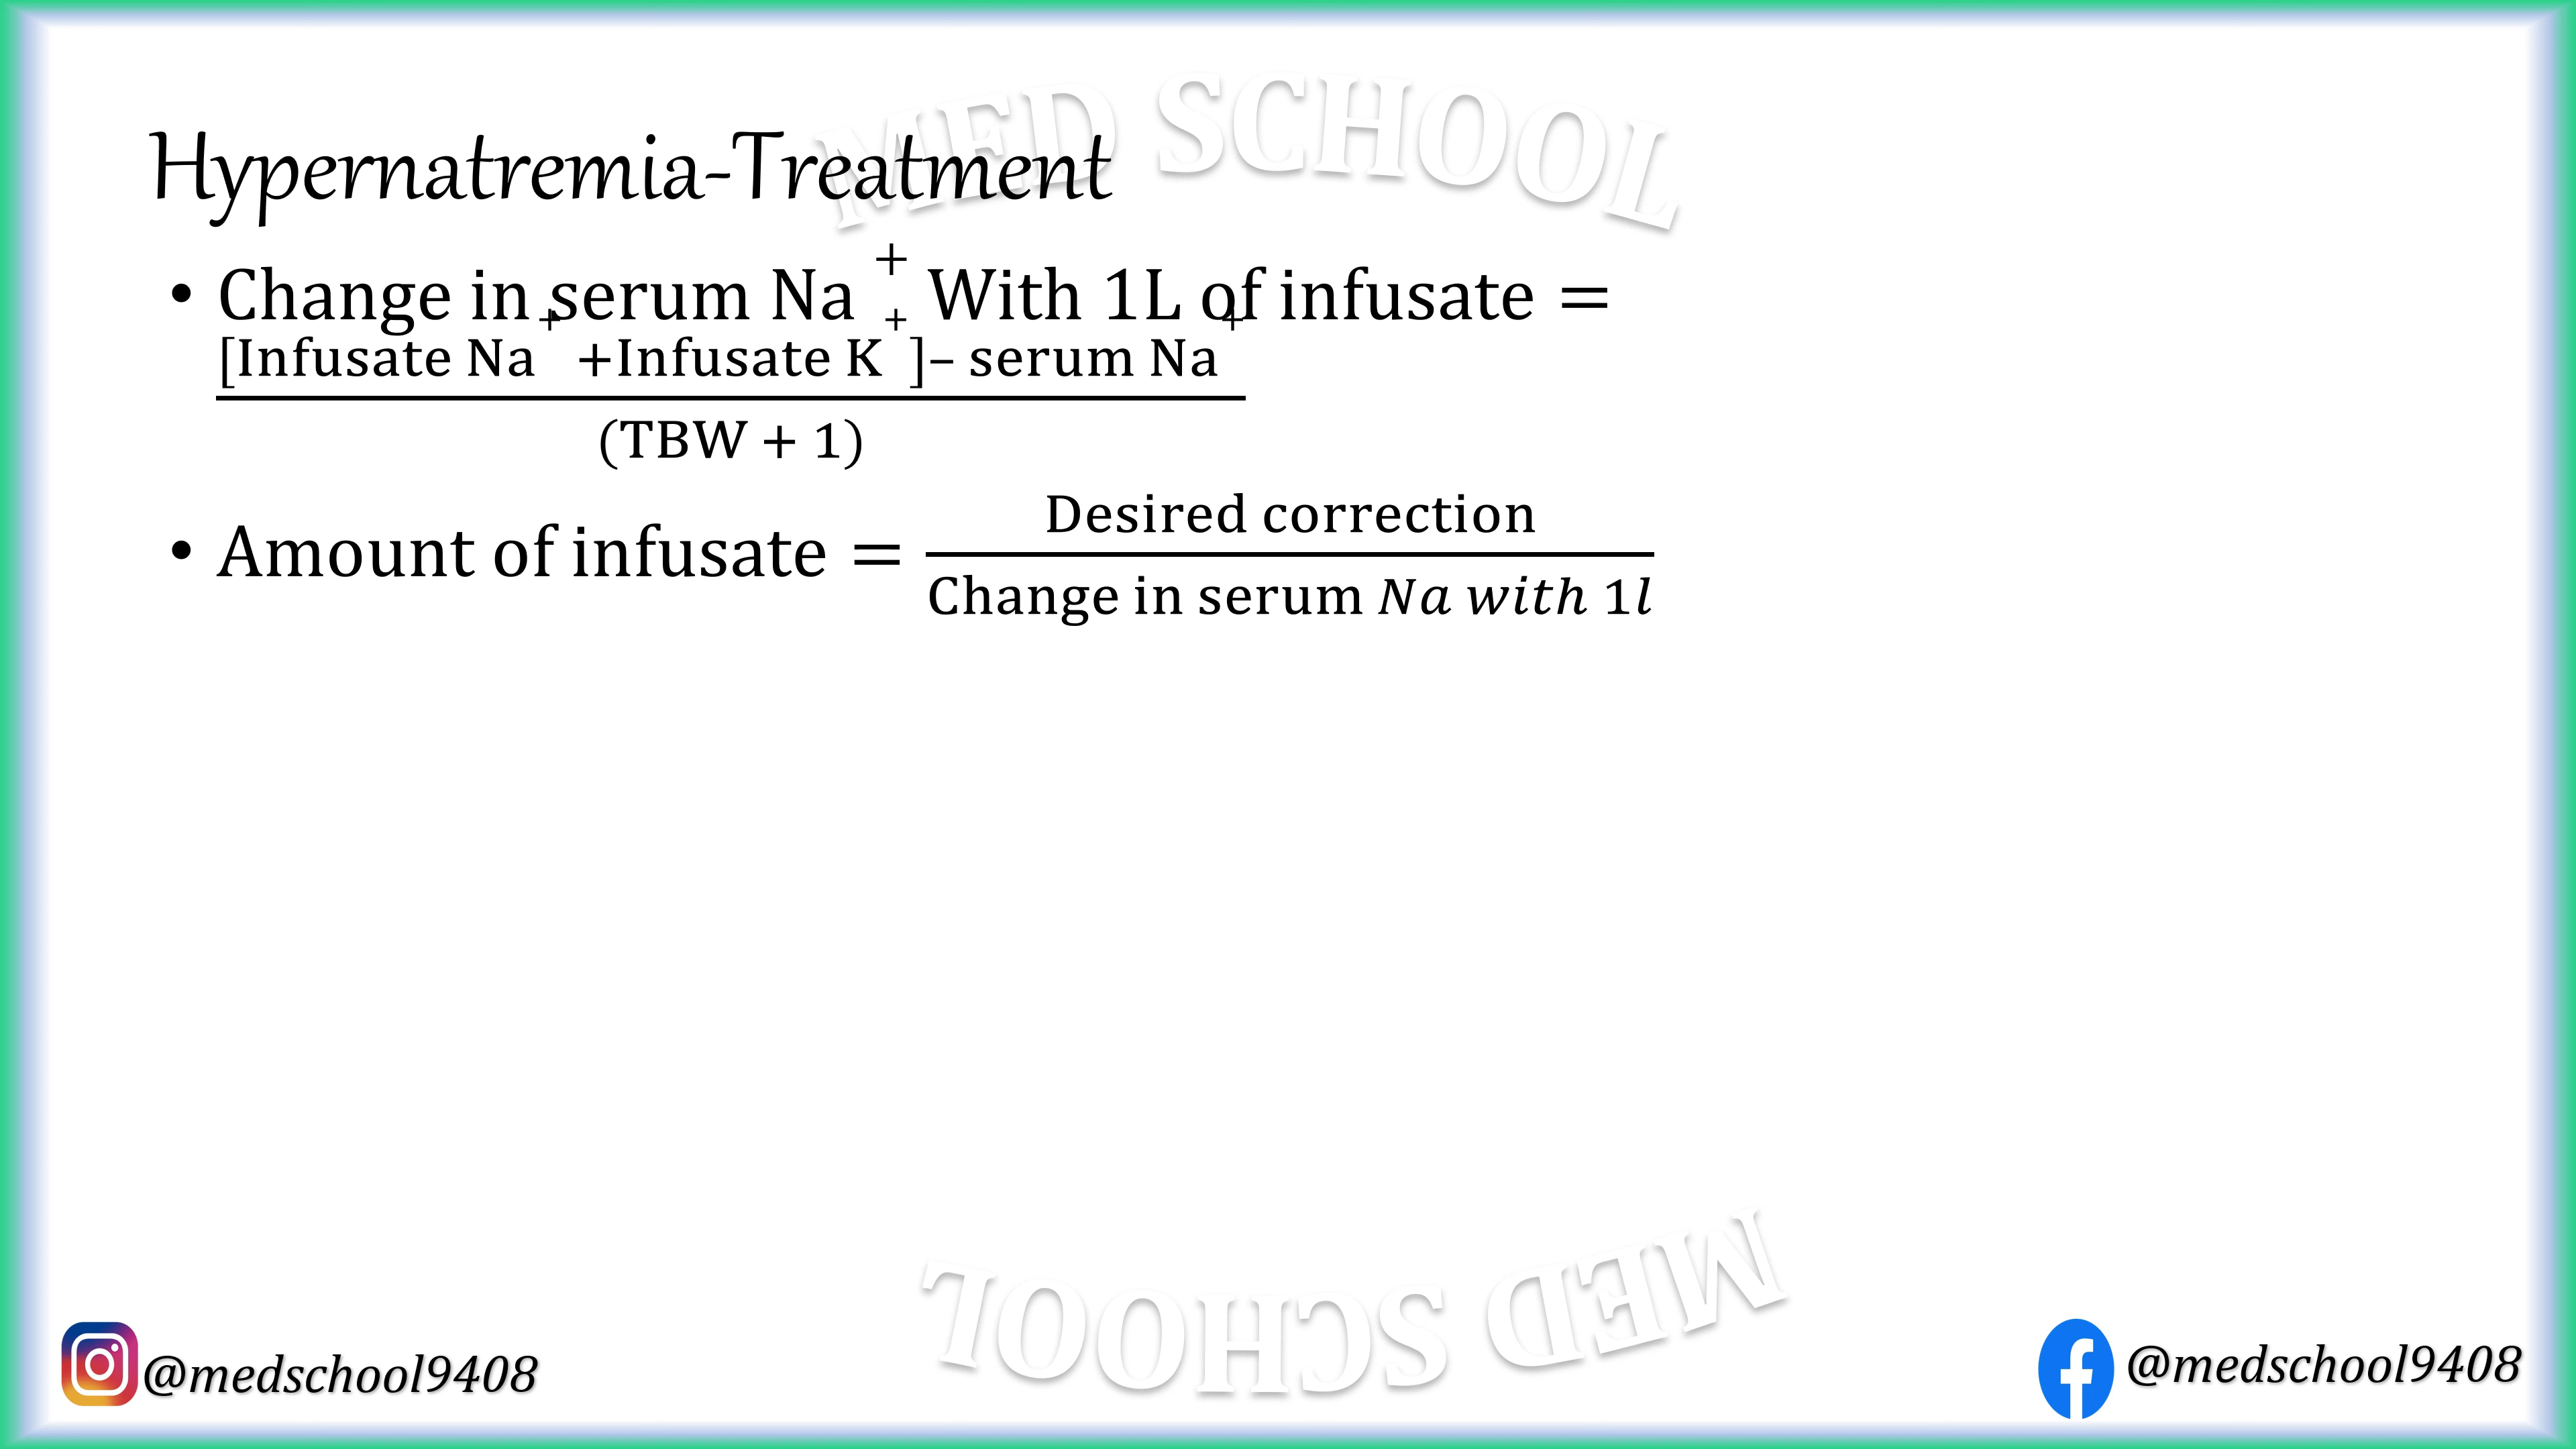 MED SCHOOL
Hypernatremia-Treatment
• Change in serum Na⁺ With 1L of infusate =
[Infusate Na⁺ +Infusate K⁺]– serum Na⁺
(TBW + 1)
• Amount of infusate = Desired correction
Change in serum Na with 1l
MED SCHOOL
@medschool9408
@medschool9408